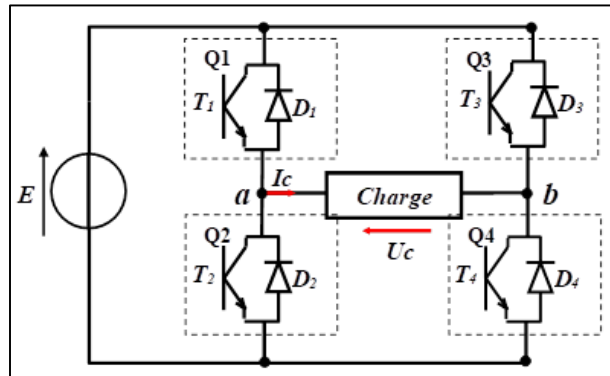 Q1 Q3
T1 D1 T3 D3
E a Ic Charge b
Uc
Q2 Q4
T2 D2 T4 D4